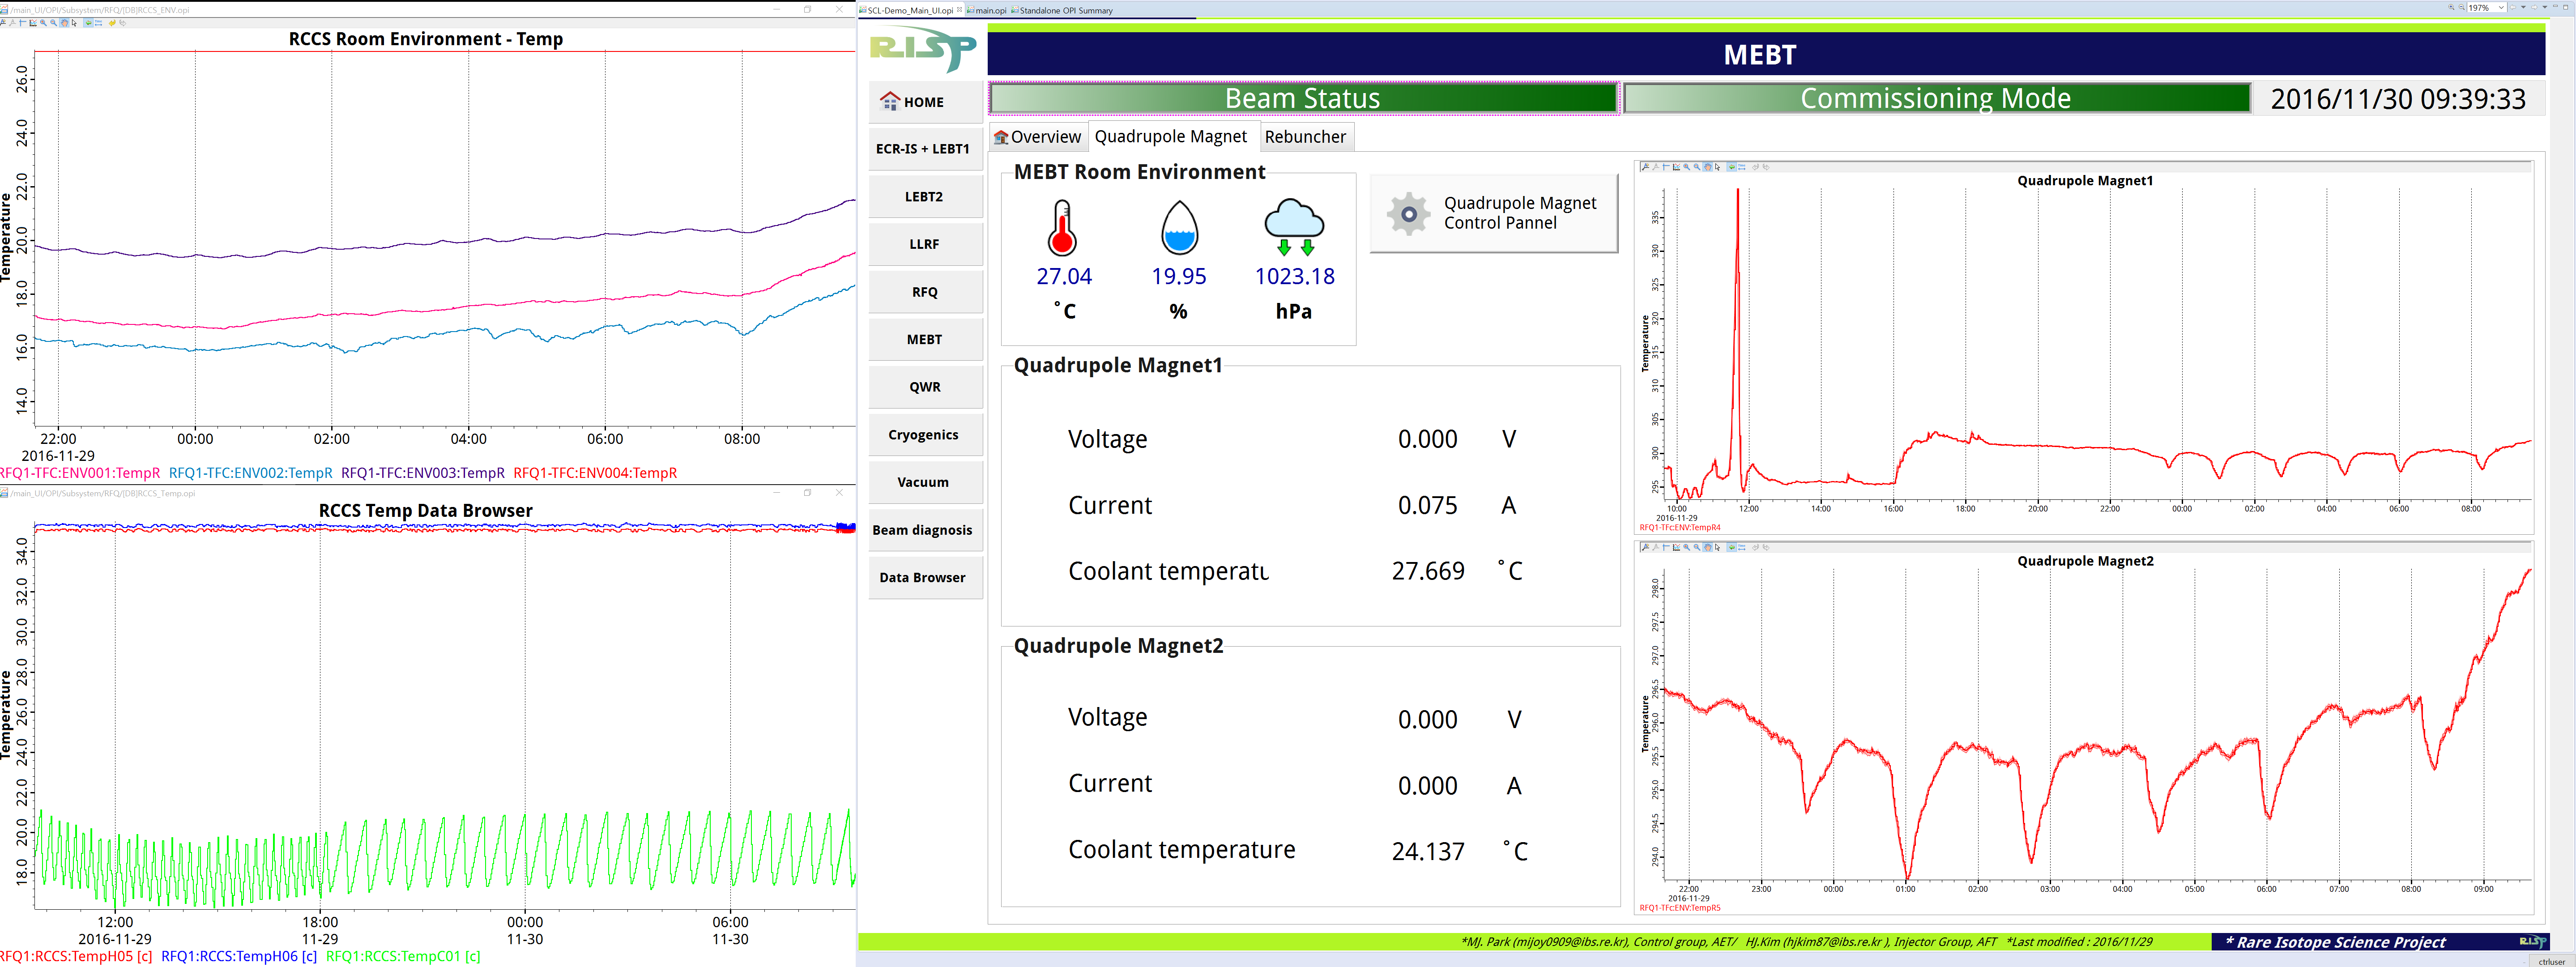 /main_UI/OPI/Subsystem/RFQ/[DB]RCCS_ENV.opi
RCCS Room Environment - Temp
Temperature
26.0
24.0
22.0
20.0
18.0
16.0
14.0
22:00 00:00 02:00 04:00 06:00 08:00
2016-11-29
RFQ1-TFC:ENV001:TempR RFQ1-TFC:ENV002:TempR RFQ1-TFC:ENV003:TempR RFQ1-TFC:ENV004:TempR
/main_UI/OPI/Subsystem/RFQ/[DB]RCCS_Temp.opi
RCCS Temp Data Browser
Temperature
34.0
32.0
30.0
28.0
26.0
24.0
22.0
20.0
18.0
12:00 18:00 00:00 06:00
2016-11-29 11-29 11-30 11-30
RFQ1:RCCS:TempH05 [c] RFQ1:RCCS:TempH06 [c] RFQ1:RCCS:TempC01 [c]
SCL-Demo_Main_UI.opi main.opi Standalone OPI Summary
197%
RISP
MEBT
Beam Status
Commissioning Mode
2016/11/30 09:39:33
HOME
ECR-IS + LEBT1
LEBT2
LLRF
RFQ
MEBT
QWR
Cryogenics
Vacuum
Beam diagnosis
Data Browser
Overview Quadrupole Magnet Rebuncher
MEBT Room Environment
27.04 19.95 1023.18
°C % hPa
Quadrupole Magnet
Control Pannel
Quadrupole Magnet1
Voltage 0.000 V
Current 0.075 A
Coolant temperatu 27.669 °C
Quadrupole Magnet2
Voltage 0.000 V
Current 0.000 A
Coolant temperature 24.137 °C
Quadrupole Magnet1
Temperature
335
330
325
320
315
310
305
300
295
10:00 12:00 14:00 16:00 18:00 20:00 22:00 00:00 02:00 04:00 06:00 08:00
2016-11-29
RFQ1-TFc:ENV:TempR4
Quadrupole Magnet2
Temperature
298.0
297.5
297.0
296.5
296.0
295.5
295.0
294.5
294.0
22:00 23:00 00:00 01:00 02:00 03:00 04:00 05:00 06:00 07:00 08:00 09:00
2016-11-29
RFQ1-TFc:ENV:TempR5
*MJ. Park (mijoy0909@ibs.re.kr), Control group, AET/ HJ.Kim (hjkim87@ibs.re.kr ), Injector Group, AFT *Last modified : 2016/11/29
* Rare Isotope Science Project
RISP
ctrluser